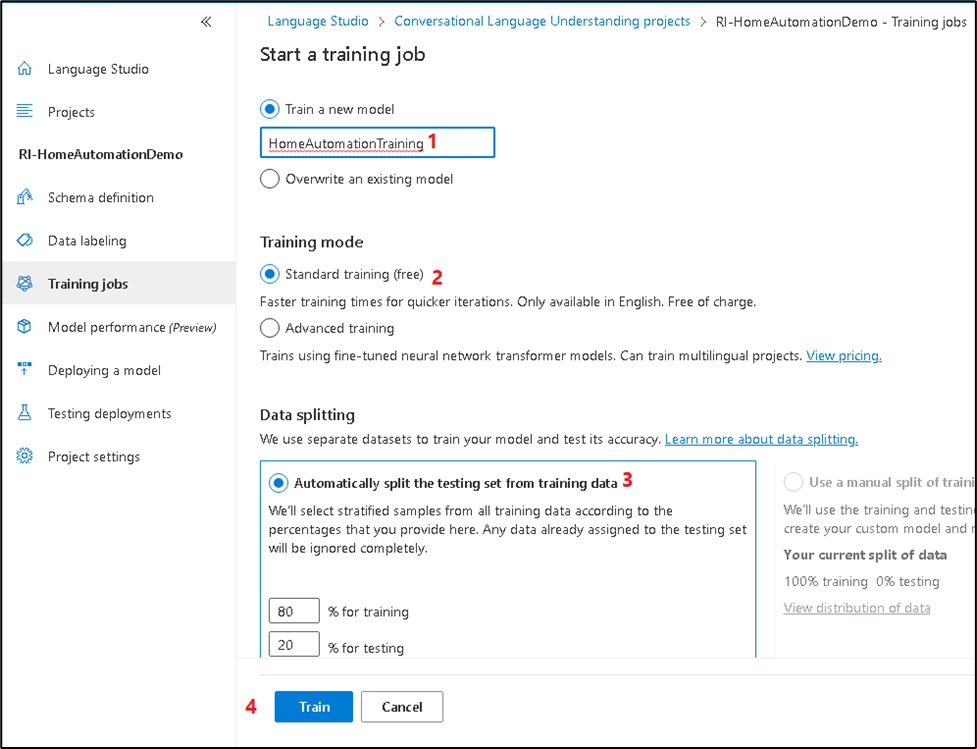 Language Studio > Conversational Language Understanding projects > RI-HomeAutomationDemo - Training jobs
Start a training job
Language Studio
Projects
RI-HomeAutomationDemo
Schema definition
Data labeling
Training jobs
Model performance (Preview)
Deploying a model
Testing deployments
Project settings
Train a new model
HomeAutomationTraining 1
Overwrite an existing model
Training mode
Standard training (free) 2
Faster training times for quicker iterations. Only available in English. Free of charge.
Advanced training
Trains using fine-tuned neural network transformer models. Can train multilingual projects. View pricing.
Data splitting
We use separate datasets to train your model and test its accuracy. Learn more about data splitting.
Automatically split the testing set from training data 3
We'll select stratified samples from all training data according to the
percentages that you provide here. Any data already assigned to the testing set
will be ignored completely.
80 % for training
20 % for testing
Use a manual split of traini
We'll use the training and testing
create your custom model and
Your current split of data
100% training 0% testing
View distribution of data
4 Train Cancel